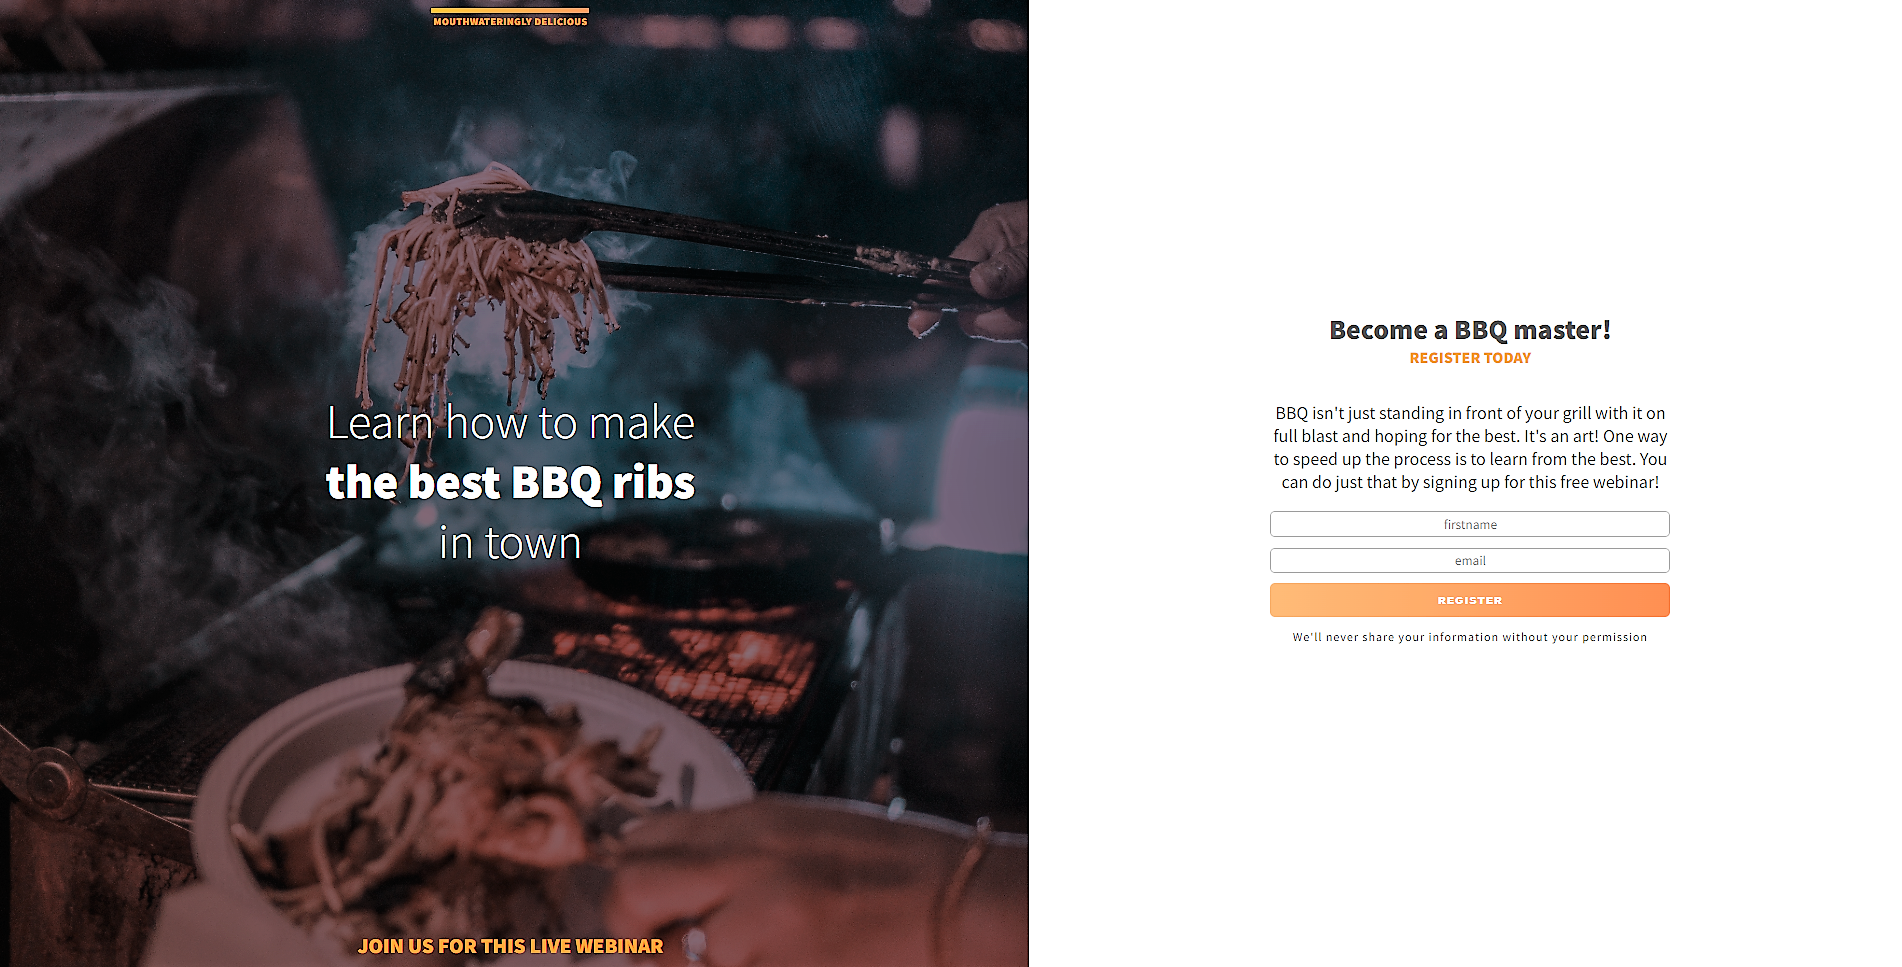 MOUTHWATERINGLY DELICIOUS
Learn how to make
the best BBQ ribs
in town
JOIN US FOR THIS LIVE WEBINAR
Become a BBQ master!
REGISTER TODAY
BBQ isn't just standing in front of your grill with it on
full blast and hoping for the best. It's an art! One way
to speed up the process is to learn from the best. You
can do just that by signing up for this free webinar!
firstname
email
REGISTER
We'll never share your information without your permission